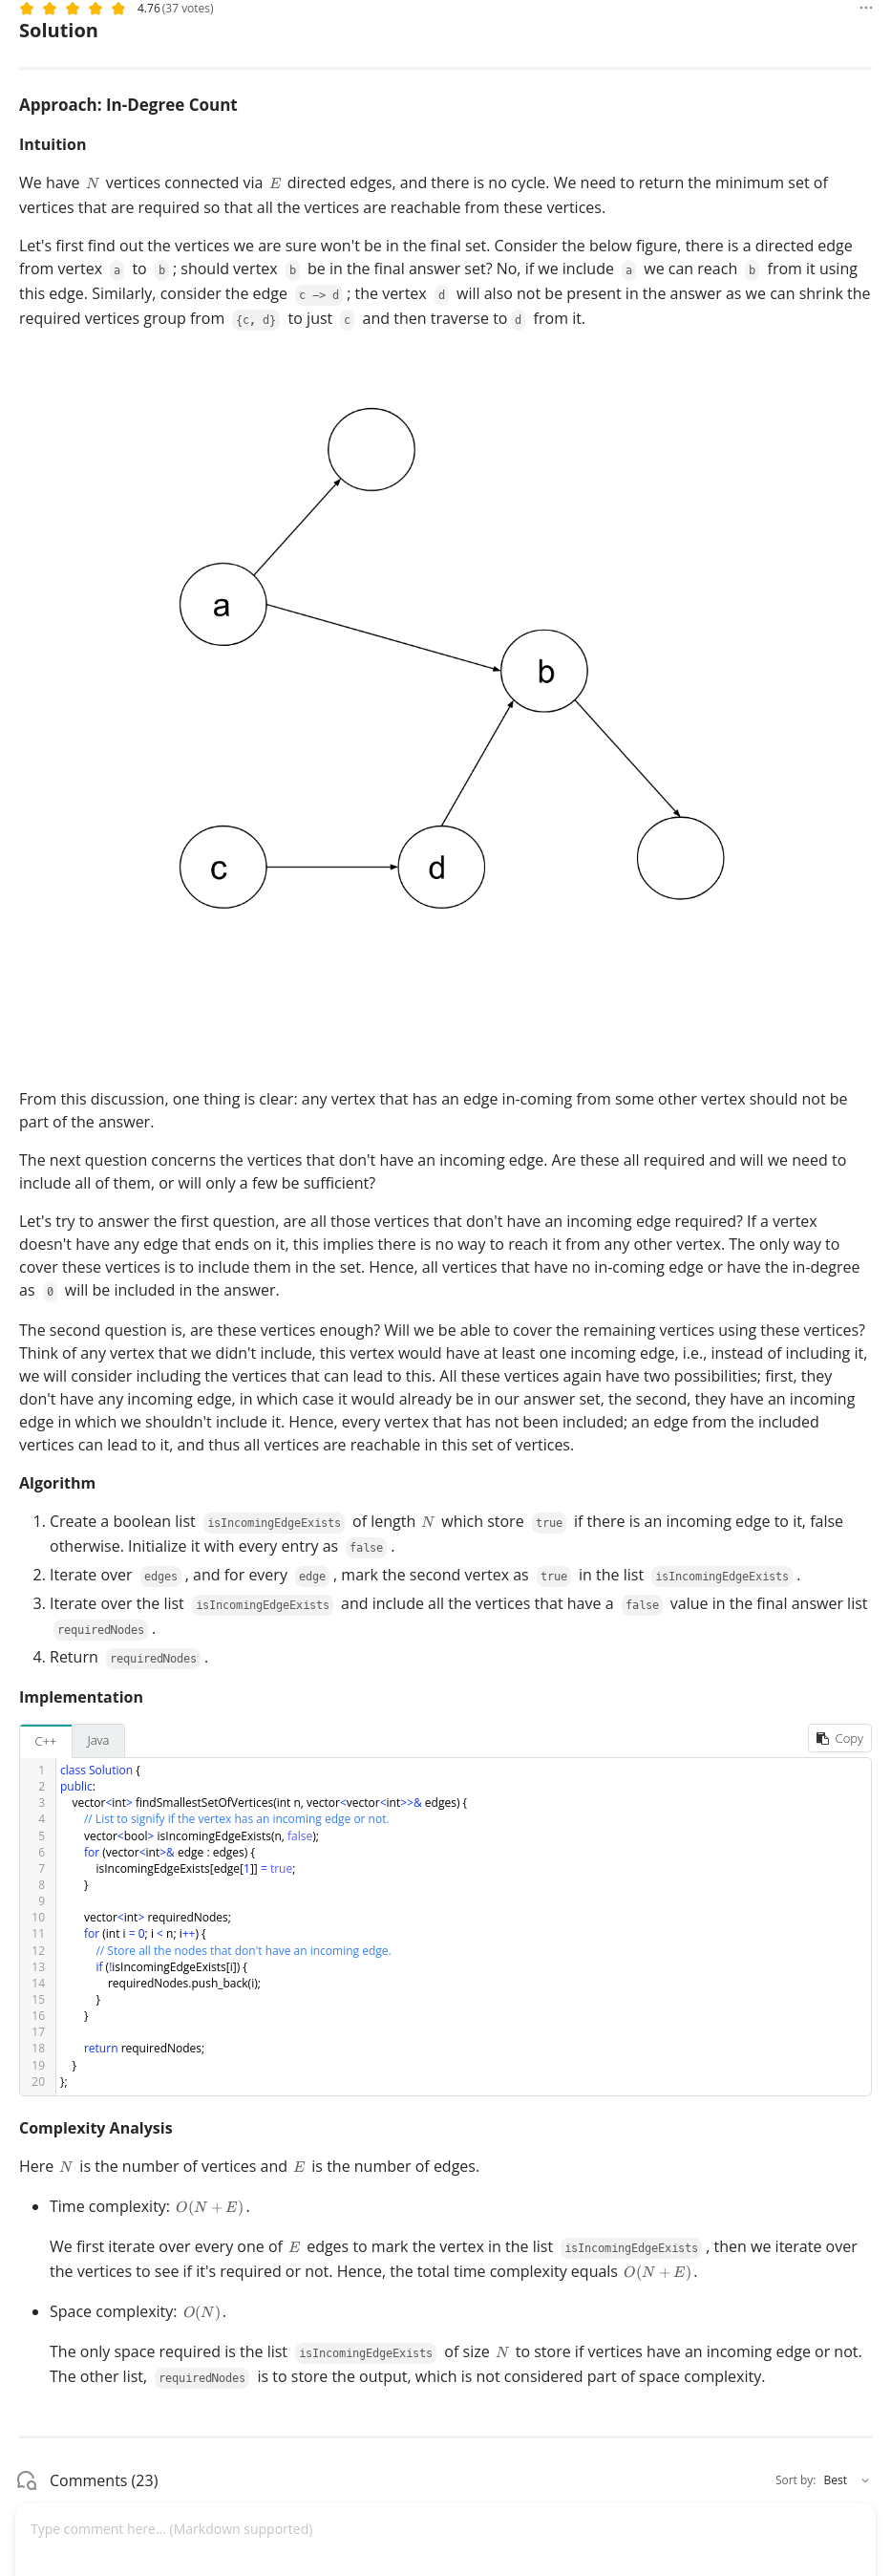 4.76 (37 votes)
Solution
Approach: In-Degree Count
Intuition
We have N vertices connected via E directed edges, and there is no cycle. We need to return the minimum set of
vertices that are required so that all the vertices are reachable from these vertices.
Let's first find out the vertices we are sure won't be in the final set. Consider the below figure, there is a directed edge
from vertex a to b ; should vertex b be in the final answer set? No, if we include a we can reach b from it using
this edge. Similarly, consider the edge c —> d ; the vertex d will also not be present in the answer as we can shrink the
required vertices group from {c, d} to just c and then traverse to d from it.
a
b
c
d
From this discussion, one thing is clear: any vertex that has an edge in-coming from some other vertex should not be
part of the answer.
The next question concerns the vertices that don't have an incoming edge. Are these all required and will we need to
include all of them, or will only a few be sufficient?
Let's try to answer the first question, are all those vertices that don't have an incoming edge required? If a vertex
doesn't have any edge that ends on it, this implies there is no way to reach it from any other vertex. The only way to
cover these vertices is to include them in the set. Hence, all vertices that have no in-coming edge or have the in-degree
as 0 will be included in the answer.
The second question is, are these vertices enough? Will we be able to cover the remaining vertices using these vertices?
Think of any vertex that we didn't include, this vertex would have at least one incoming edge, i.e., instead of including it,
we will consider including the vertices that can lead to this. All these vertices again have two possibilities; first, they
don't have any incoming edge, in which case it would already be in our answer set, the second, they have an incoming
edge in which we shouldn't include it. Hence, every vertex that has not been included; an edge from the included
vertices can lead to it, and thus all vertices are reachable in this set of vertices.
Algorithm
1. Create a boolean list isIncomingEdgeExists of length N which store true if there is an incoming edge to it, false
otherwise. Initialize it with every entry as false .
2. Iterate over edges , and for every edge , mark the second vertex as true in the list isIncomingEdgeExists .
3. Iterate over the list isIncomingEdgeExists and include all the vertices that have a false value in the final answer list
requiredNodes .
4. Return requiredNodes .
Implementation
C++ Java Copy
1 class Solution {
2 public:
3 vector<int> findSmallestSetOfVertices(int n, vector<vector<int>>& edges) {
4 // List to signify if the vertex has an incoming edge or not.
5 vector<bool> isIncomingEdgeExists(n, false);
6 for (vector<int>& edge : edges) {
7 isIncomingEdgeExists[edge[1]] = true;
8 }
9
10 vector<int> requiredNodes;
11 for (int i = 0; i < n; i++) {
12 // Store all the nodes that don't have an incoming edge.
13 if (!isIncomingEdgeExists[i]) {
14 requiredNodes.push_back(i);
15 }
16 }
17
18 return requiredNodes;
19 }
20 };
Complexity Analysis
Here N is the number of vertices and E is the number of edges.
• Time complexity: O(N + E).
We first iterate over every one of E edges to mark the vertex in the list isIncomingEdgeExists , then we iterate over
the vertices to see if it's required or not. Hence, the total time complexity equals O(N + E).
• Space complexity: O(N).
The only space required is the list isIncomingEdgeExists of size N to store if vertices have an incoming edge or not.
The other list, requiredNodes is to store the output, which is not considered part of space complexity.
Comments (23) Sort by: Best
Type comment here... (Markdown supported)